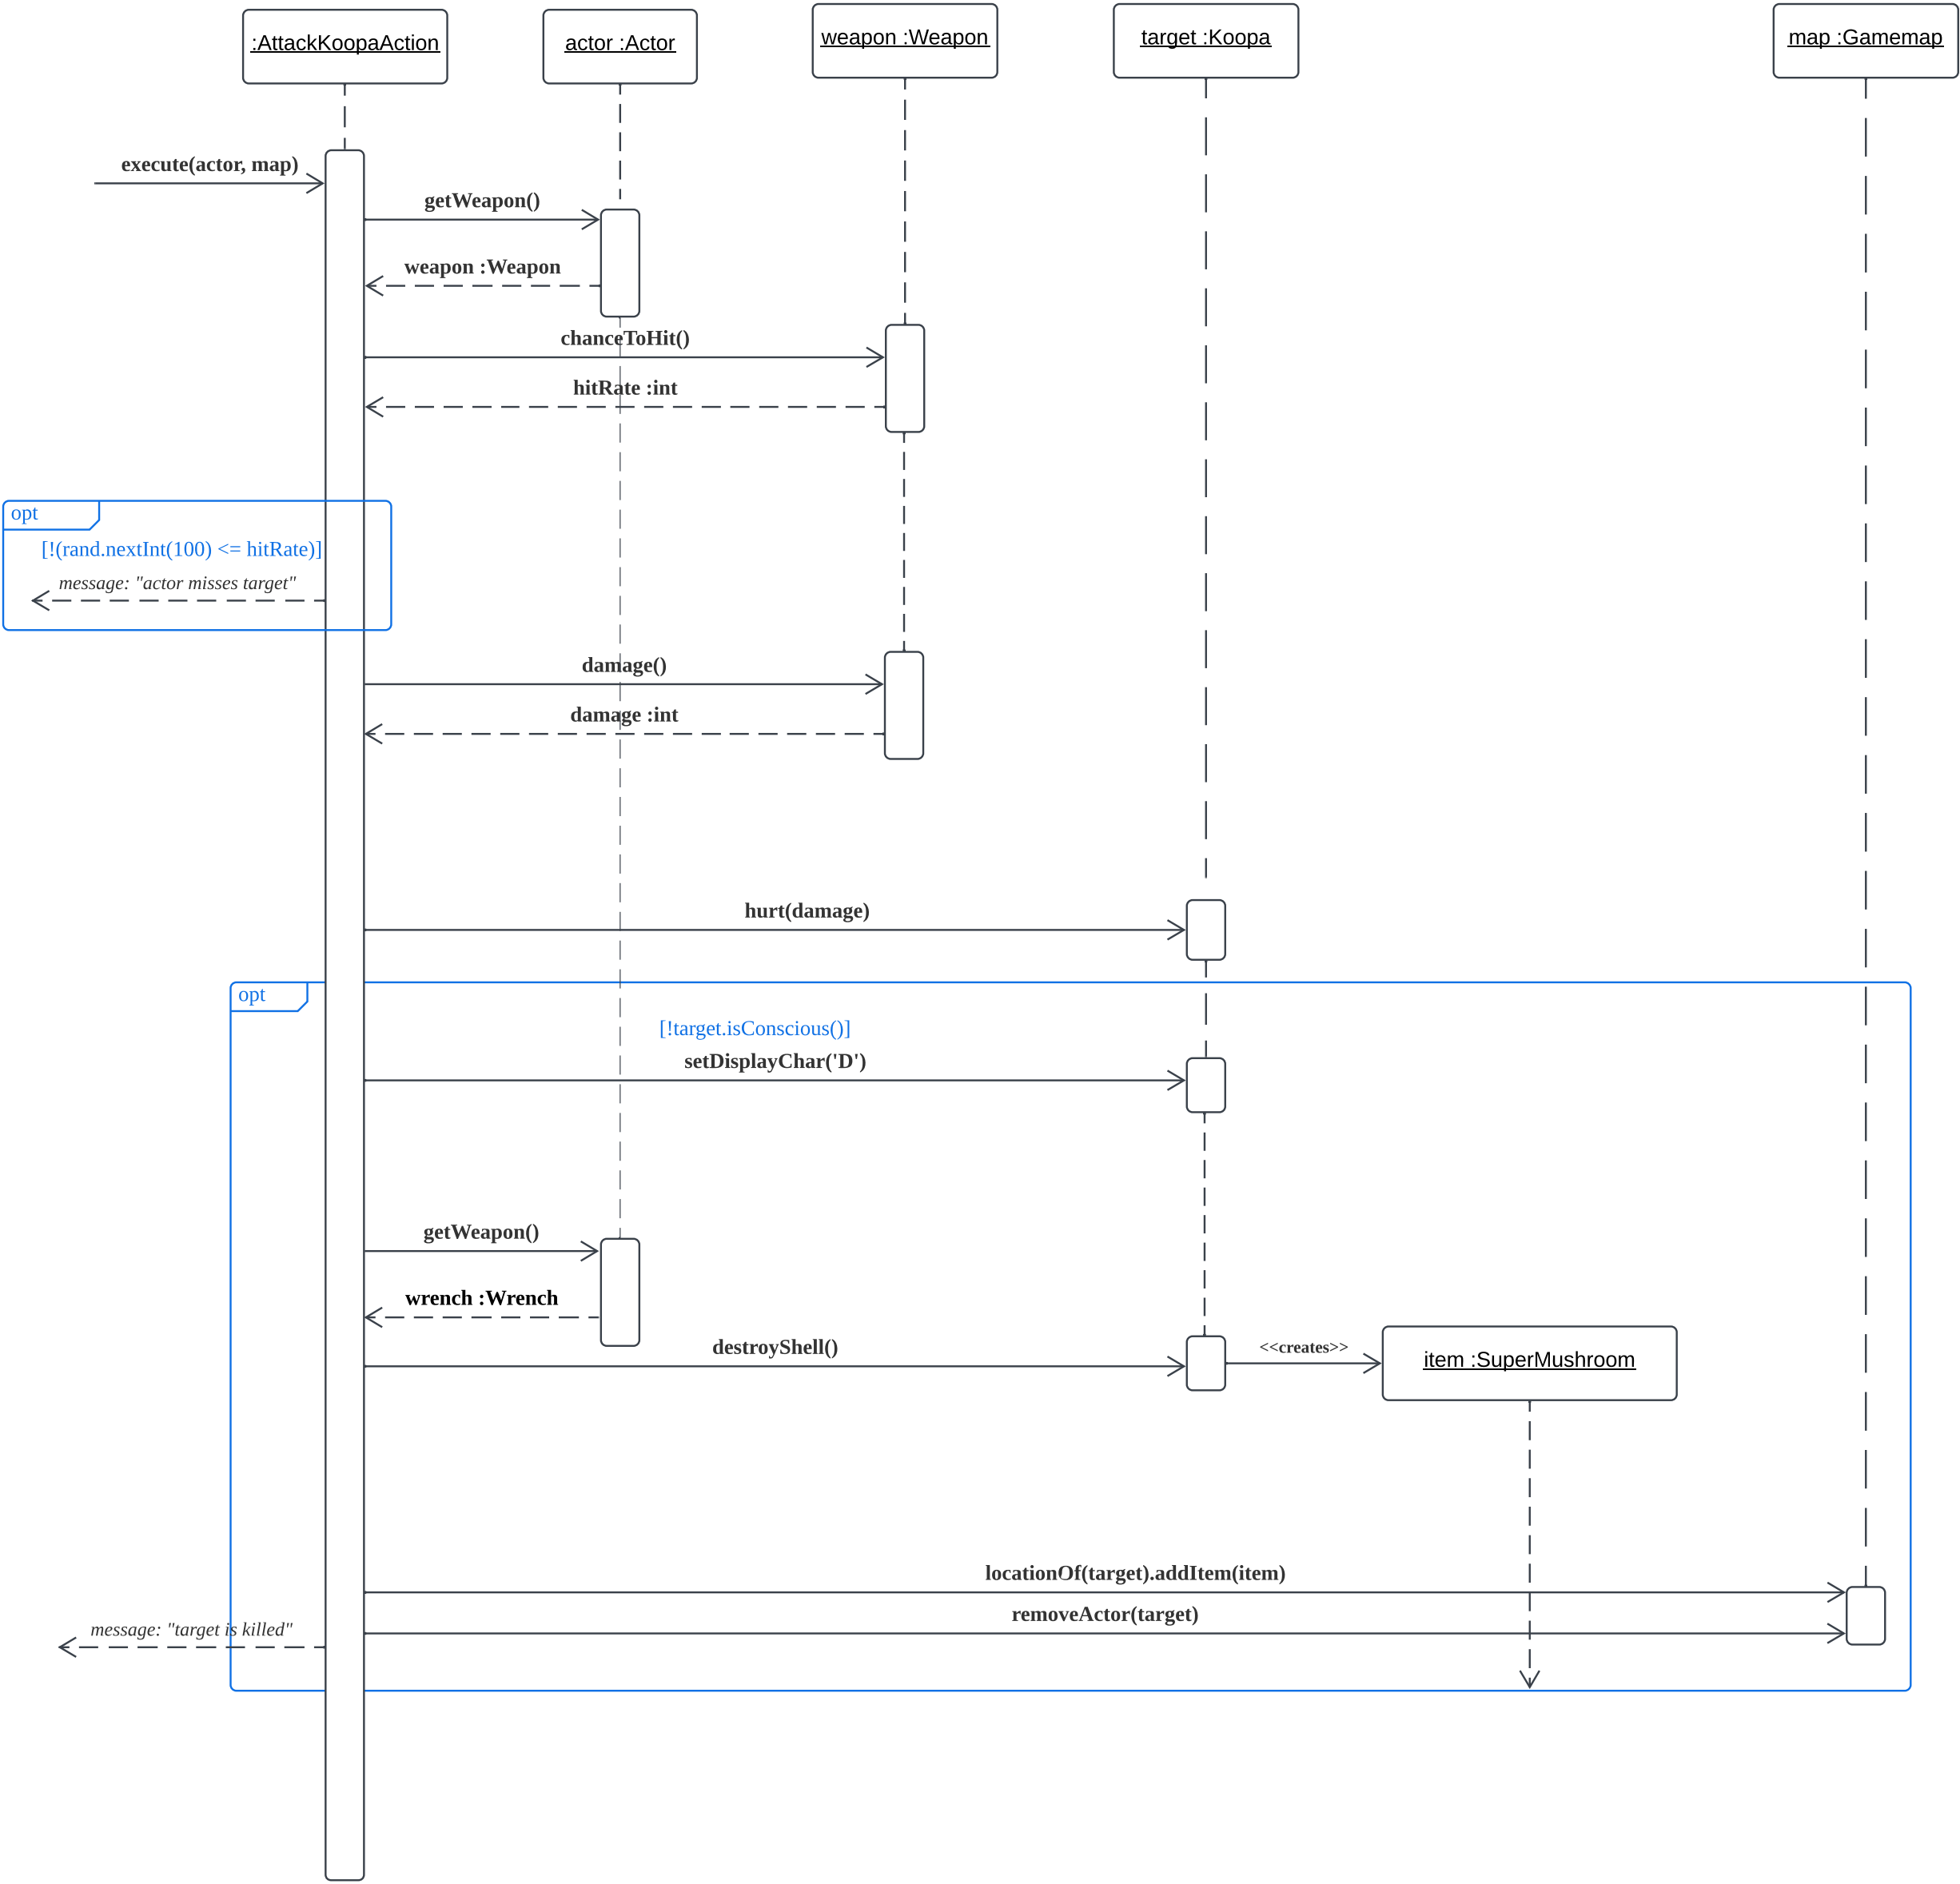 :AttackKoopaAction
actor :Actor
weapon :Weapon
target :Koopa
map :Gamemap
execute(actor, map)
getWeapon()
weapon :Weapon
chanceToHit()
hitRate :int
opt
[!(rand.nextInt(100) <= hitRate)]
message: "actor misses target"
damage()
damage :int
hurt(damage)
opt
[!target.isConscious()]
setDisplayChar('D')
getWeapon()
wrench :Wrench
destroyShell()
<<creates>>
item :SuperMushroom
locationOf(target).addItem(item)
removeActor(target)
message: "target is killed"